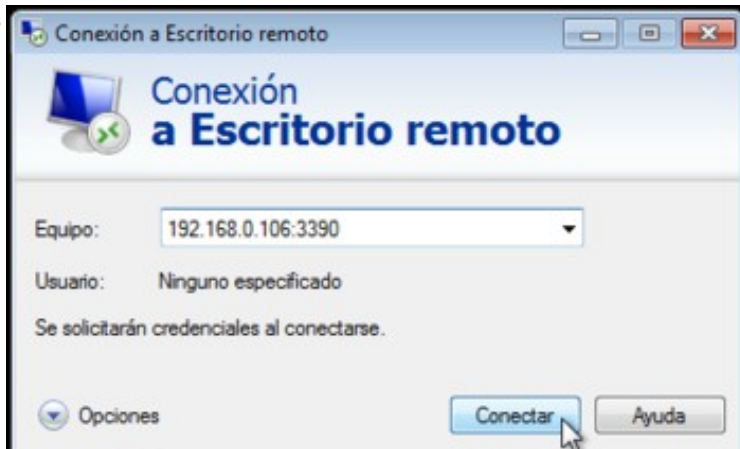 Conexión a Escritorio remoto
Conexión
a Escritorio remoto
Equipo: 192.168.0.106:3390
Usuario: Ninguno especificado
Se solicitarán credenciales al conectarse.
Opciones Conectar Ayuda